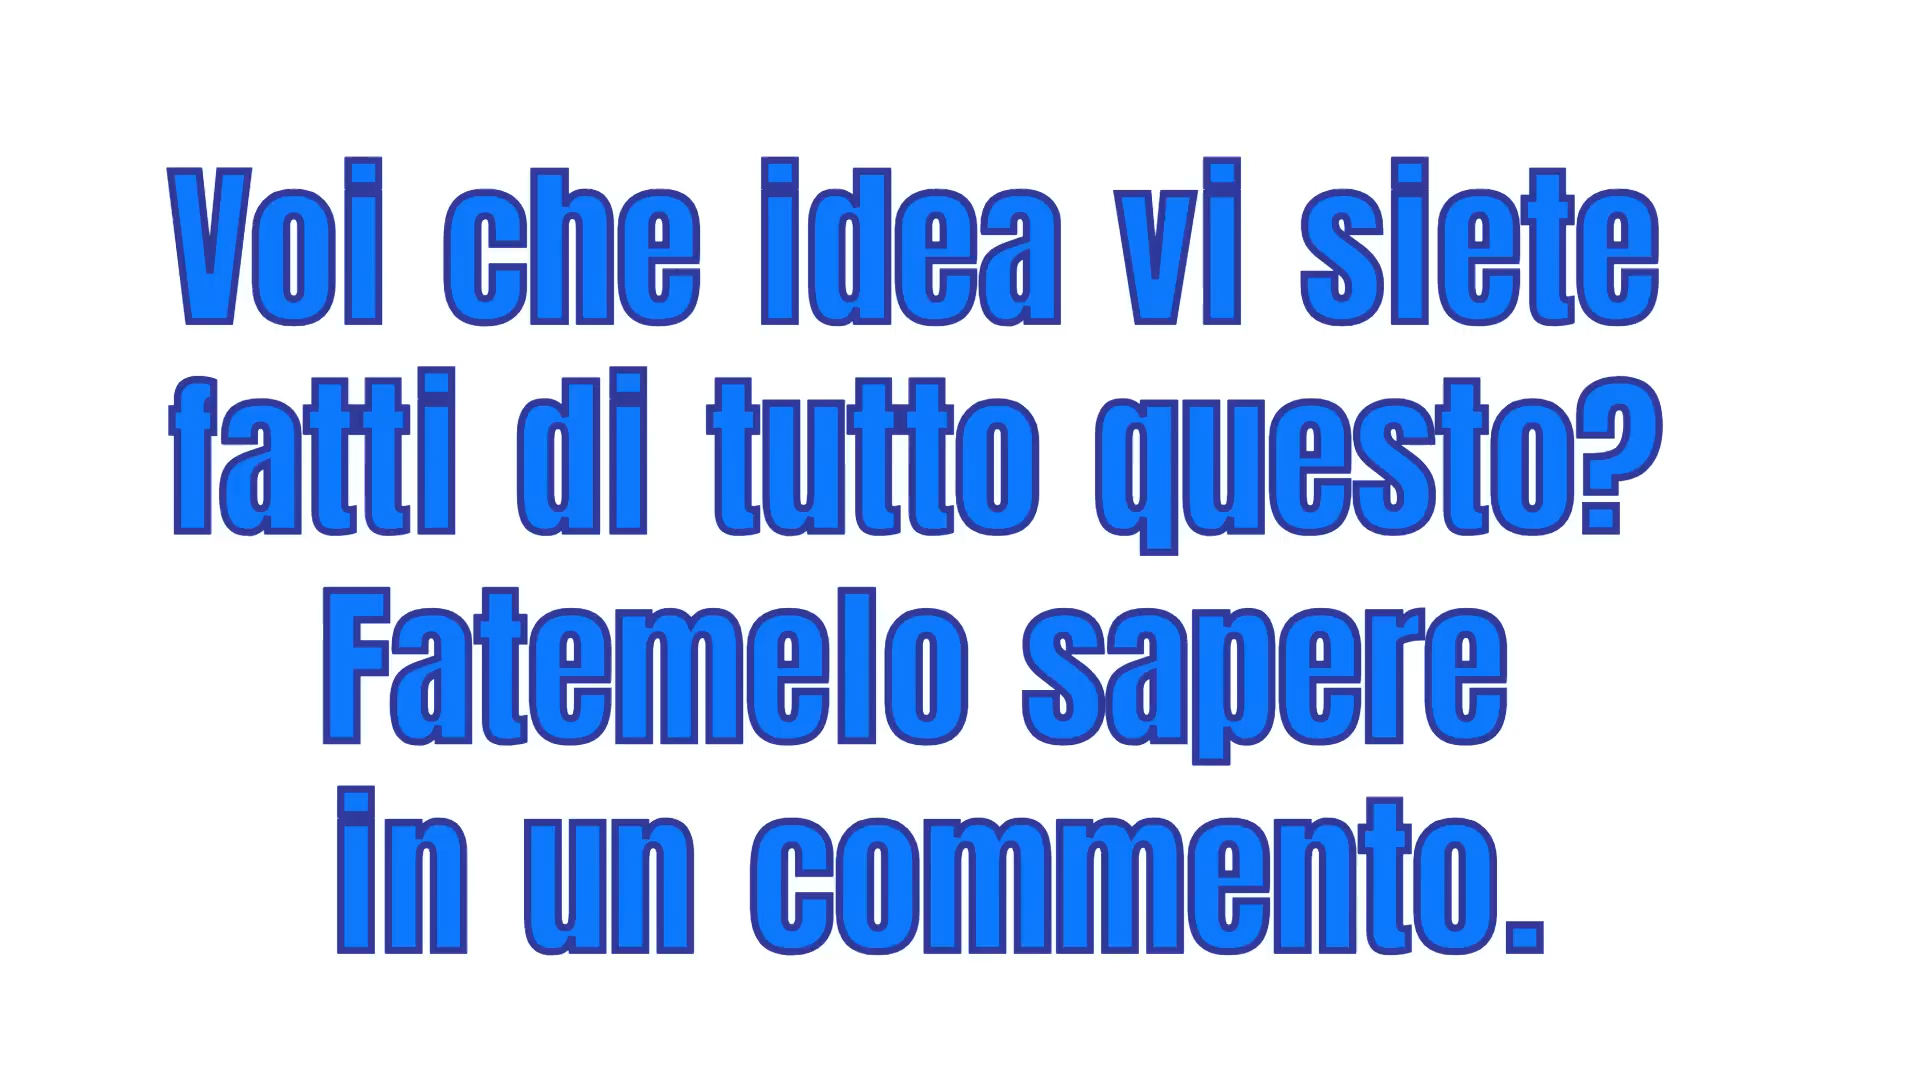 Voi che idea vi siete
fatti di tutto questo?
Fatemelo sapere
in un commento.